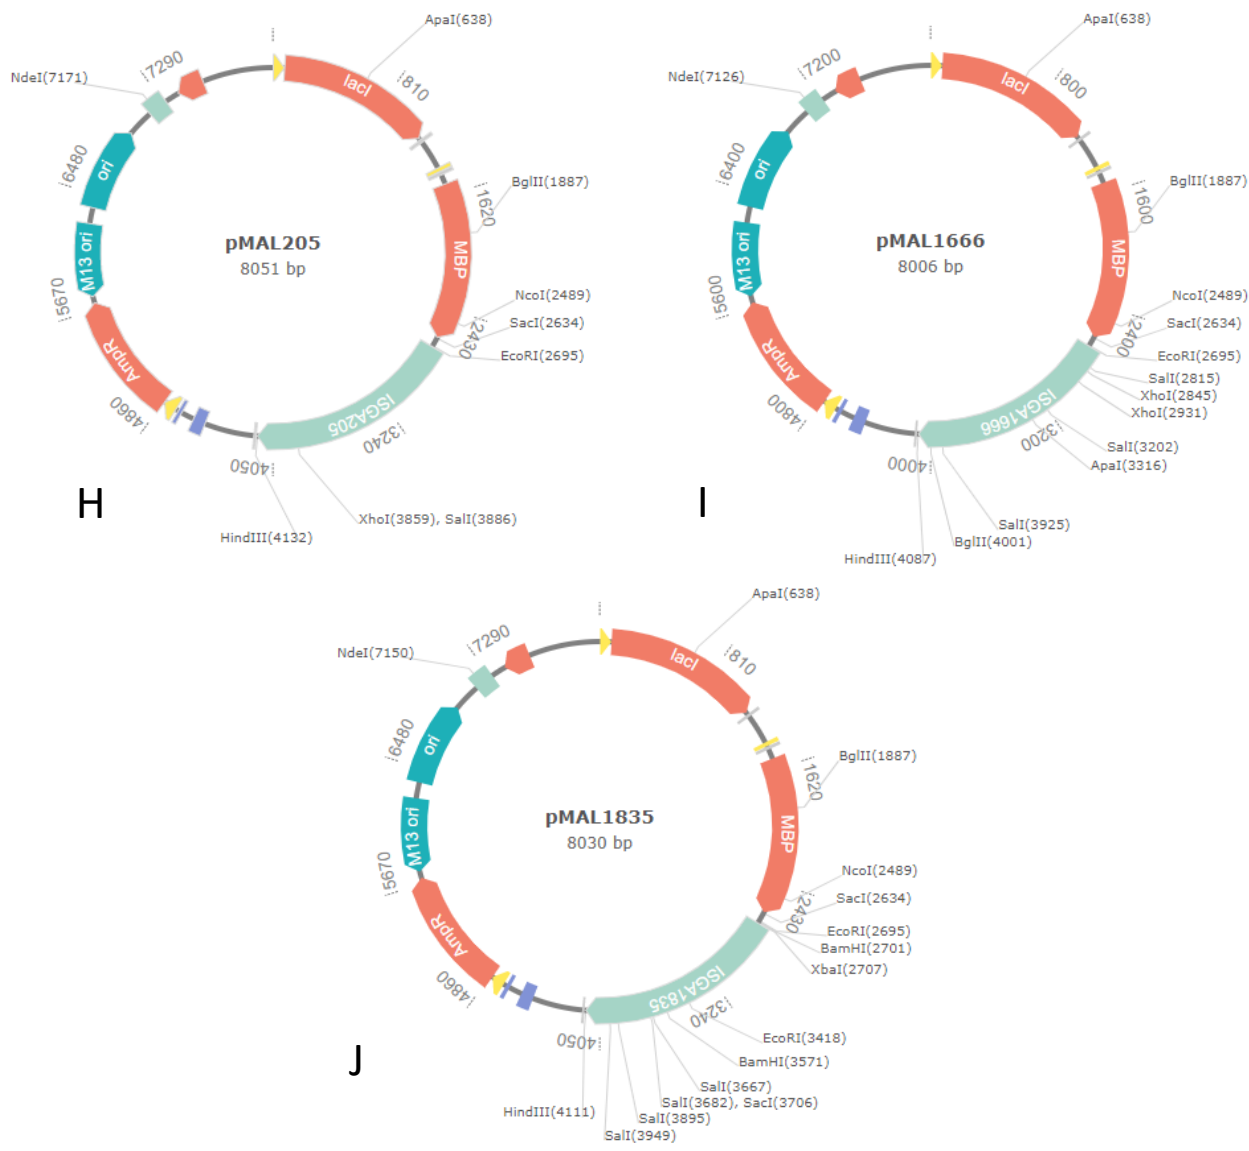 ApaI(638)
NdeI(7171)
7290
lacI
810
6480
ori
BglII(1887)
1620
pMAL205
8051 bp
M13 ori
MBP
5670
NcoI(2489)
SacI(2634)
2430
EcoRI(2695)
AmpR
ISGA205
4860
3240
4050
XhoI(3859), SalI(3886)
HindIII(4132)
H
ApaI(638)
NdeI(7126)
7200
lacI
800
6400
ori
BglII(1887)
1600
pMAL1666
8006 bp
M13 ori
MBP
5600
NcoI(2489)
SacI(2634)
2400
EcoRI(2695)
SalI(2815)
XhoI(2845)
XhoI(2931)
AmpR
ISGA1666
4800
3200
SalI(3202)
ApaI(3316)
4000
SalI(3925)
BglII(4001)
HindIII(4087)
I
ApaI(638)
NdeI(7150)
7290
lacI
810
6480
ori
BglII(1887)
1620
pMAL1835
8030 bp
M13 ori
MBP
5670
NcoI(2489)
SacI(2634)
2430
EcoRI(2695)
BamHI(2701)
XbaI(2707)
AmpR
ISGA1835
4860
3240
4050
EcoRI(3418)
BamHI(3571)
SalI(3667)
SalI(3682), SacI(3706)
SalI(3895)
SalI(3949)
HindIII(4111)
J